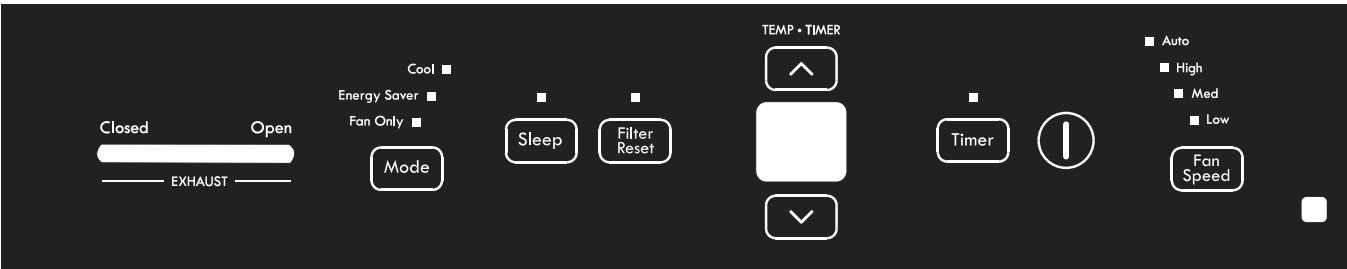 Closed Open
EXHAUST
Cool
Energy Saver
Fan Only
Mode
Sleep
Filter
Reset
TEMP • TIMER
Timer
Auto
High
Med
Low
Fan
Speed